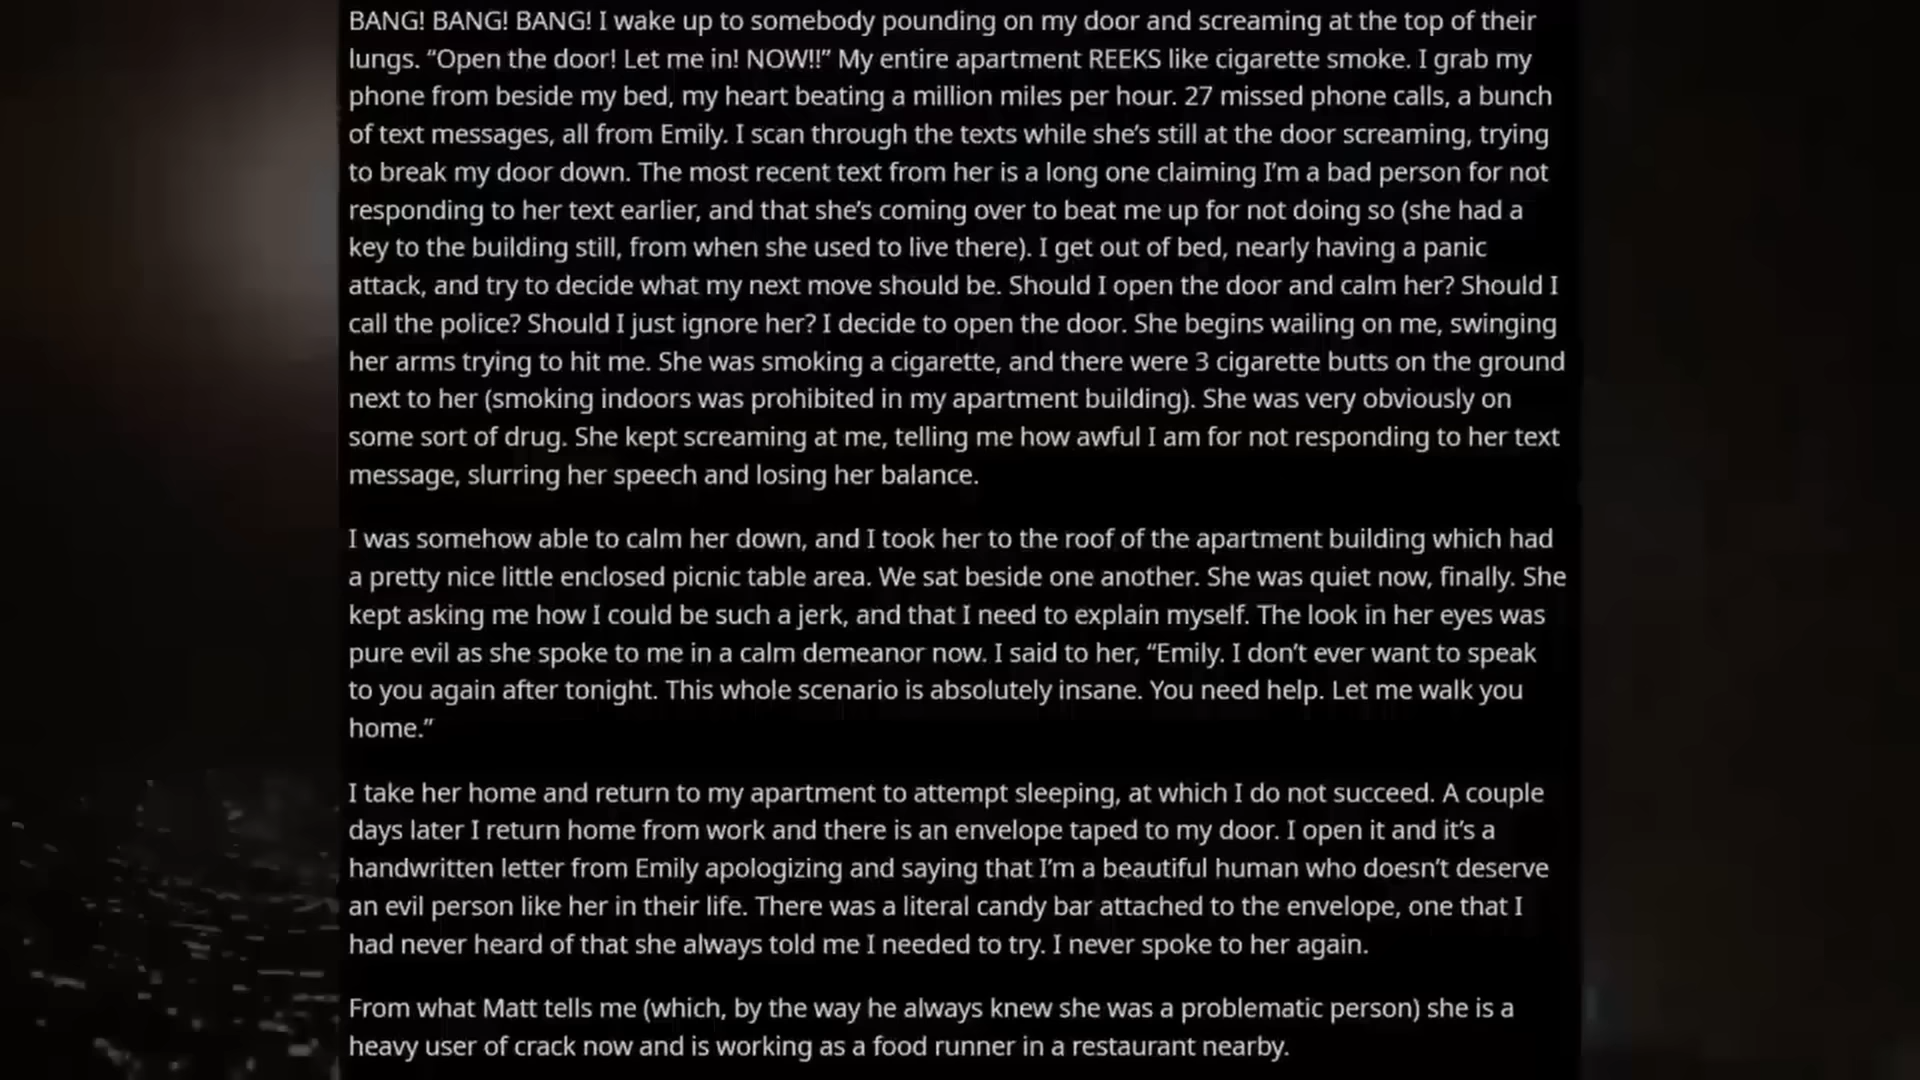 BANG! BANG! BANG! I wake up to somebody pounding on my door and screaming at the top of their
lungs. “Open the door! Let me in! NOW!!” My entire apartment REEKS like cigarette smoke. I grab my
phone from beside my bed, my heart beating a million miles per hour. 27 missed phone calls, a bunch
of text messages, all from Emily. I scan through the texts while she’s still at the door screaming, trying
to break my door down. The most recent text from her is a long one claiming I’m a bad person for not
responding to her text earlier, and that she’s coming over to beat me up for not doing so (she had a
key to the building still, from when she used to live there). I get out of bed, nearly having a panic
attack, and try to decide what my next move should be. Should I open the door and calm her? Should I
call the police? Should I just ignore her? I decide to open the door. She begins wailing on me, swinging
her arms trying to hit me. She was smoking a cigarette, and there were 3 cigarette butts on the ground
next to her (smoking indoors was prohibited in my apartment building). She was very obviously on
some sort of drug. She kept screaming at me, telling me how awful I am for not responding to her text
message, slurring her speech and losing her balance.
I was somehow able to calm her down, and I took her to the roof of the apartment building which had
a pretty nice little enclosed picnic table area. We sat beside one another. She was quiet now, finally. She
kept asking me how I could be such a jerk, and that I need to explain myself. The look in her eyes was
pure evil as she spoke to me in a calm demeanor now. I said to her, “Emily. I don’t ever want to speak
to you again after tonight. This whole scenario is absolutely insane. You need help. Let me walk you
home.”
I take her home and return to my apartment to attempt sleeping, at which I do not succeed. A couple
days later I return home from work and there is an envelope taped to my door. I open it and it’s a
handwritten letter from Emily apologizing and saying that I’m a beautiful human who doesn’t deserve
an evil person like her in their life. There was a literal candy bar attached to the envelope, one that I
had never heard of that she always told me I needed to try. I never spoke to her again.
From what Matt tells me (which, by the way he always knew she was a problematic person) she is a
heavy user of crack now and is working as a food runner in a restaurant nearby.